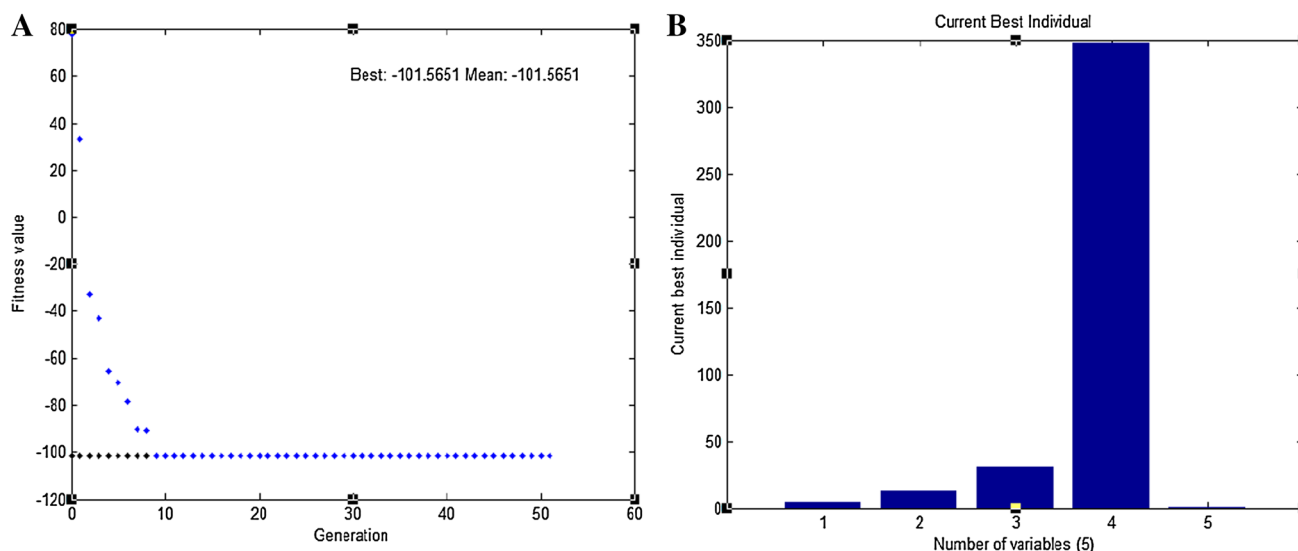 A
80
60
40
20
0
-20
-40
-60
-80
-100
-120
Fitness value
Best: -101.5651 Mean: -101.5651
0 10 20 30 40 50 60
Generation
B
Current Best Individual
350
300
250
200
150
100
50
0
Current best individual
1 2 3 4 5
Number of variables (5)